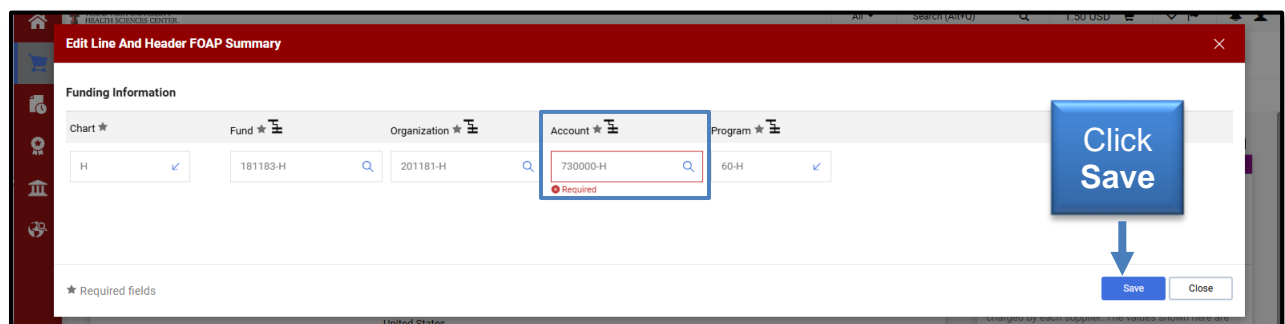 HEALTH SCIENCES CENTER.
All
Search (Alt+Q)
1.50 USD
Edit Line And Header FOAP Summary
Funding Information
Chart ★
Fund ★
Organization ★
Account ★
Program ★
H
181183-H
201181-H
730000-H
60-H
Required
Click
Save
★ Required fields
Save
Close
United States
charged by each supplier. The values shown here are